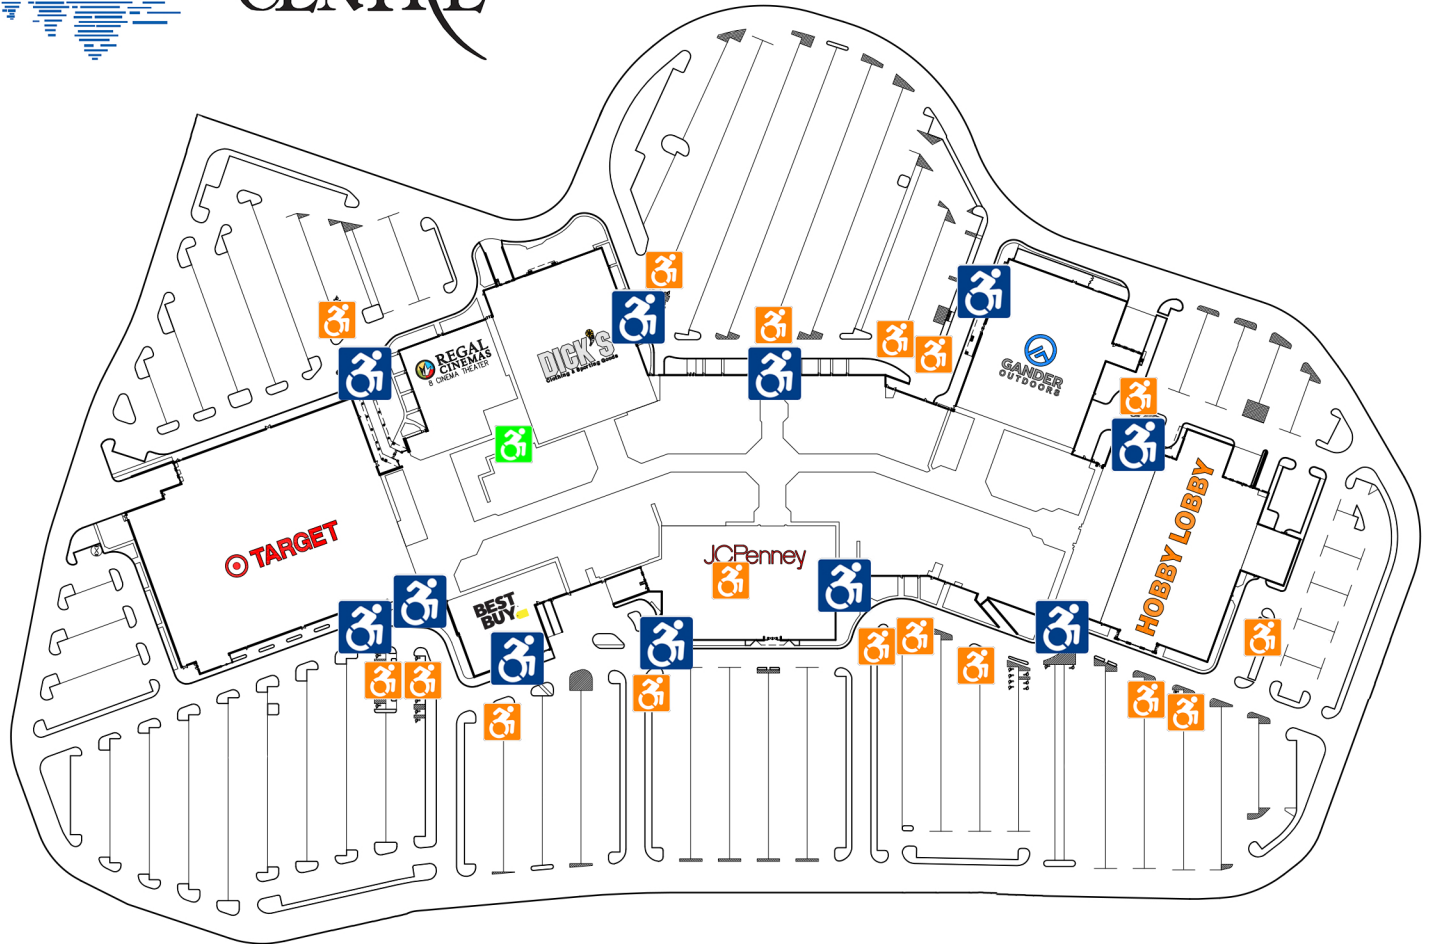 CENTRE
REGAL
CINEMAS
8 CINEMA THEATER
DICK'S
Clothing & Sporting Goods
GANDER
OUTDOORS
TARGET
HOBBY LOBBY
JCPenney
BEST
BUY